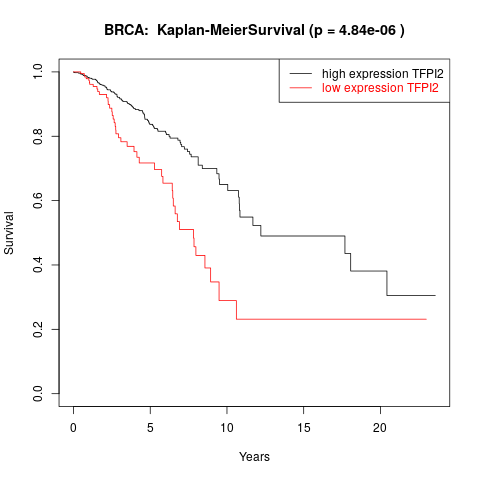 BRCA:  Kaplan-MeierSurvival (p = 4.84e-06 )
high expression TFPI2
low expression TFPI2
Survival
1.0
0.8
0.6
0.4
0.2
0.0
0 5 10 15 20
Years